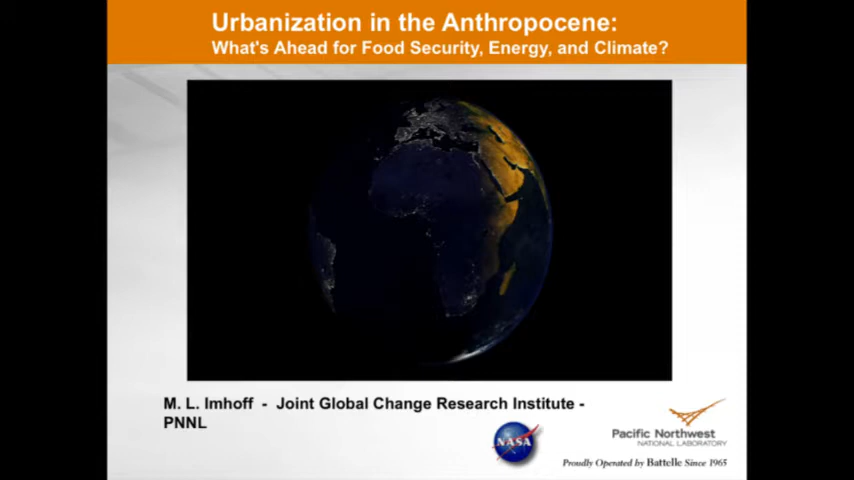 Urbanization in the Anthropocene:
What's Ahead for Food Security, Energy, and Climate?
M. L. Imhoff - Joint Global Change Research Institute -
PNNL
NASA
Pacific Northwest
NATIONAL LABORATORY
Proudly Operated by Battelle Since 1965